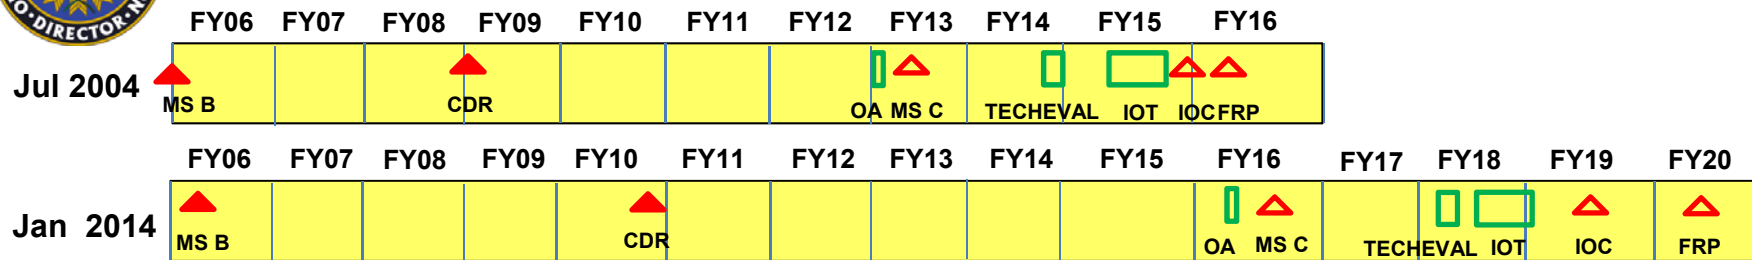 O · DIRECTOR · N
FY06 FY07 FY08 FY09 FY10 FY11 FY12 FY13 FY14 FY15 FY16
Jul 2004
MS B CDR OA MS C TECHEVAL IOT IOC FRP
FY06 FY07 FY08 FY09 FY10 FY11 FY12 FY13 FY14 FY15 FY16 FY17 FY18 FY19 FY20
Jan 2014
MS B CDR OA MS C TECHEVAL IOT IOC FRP